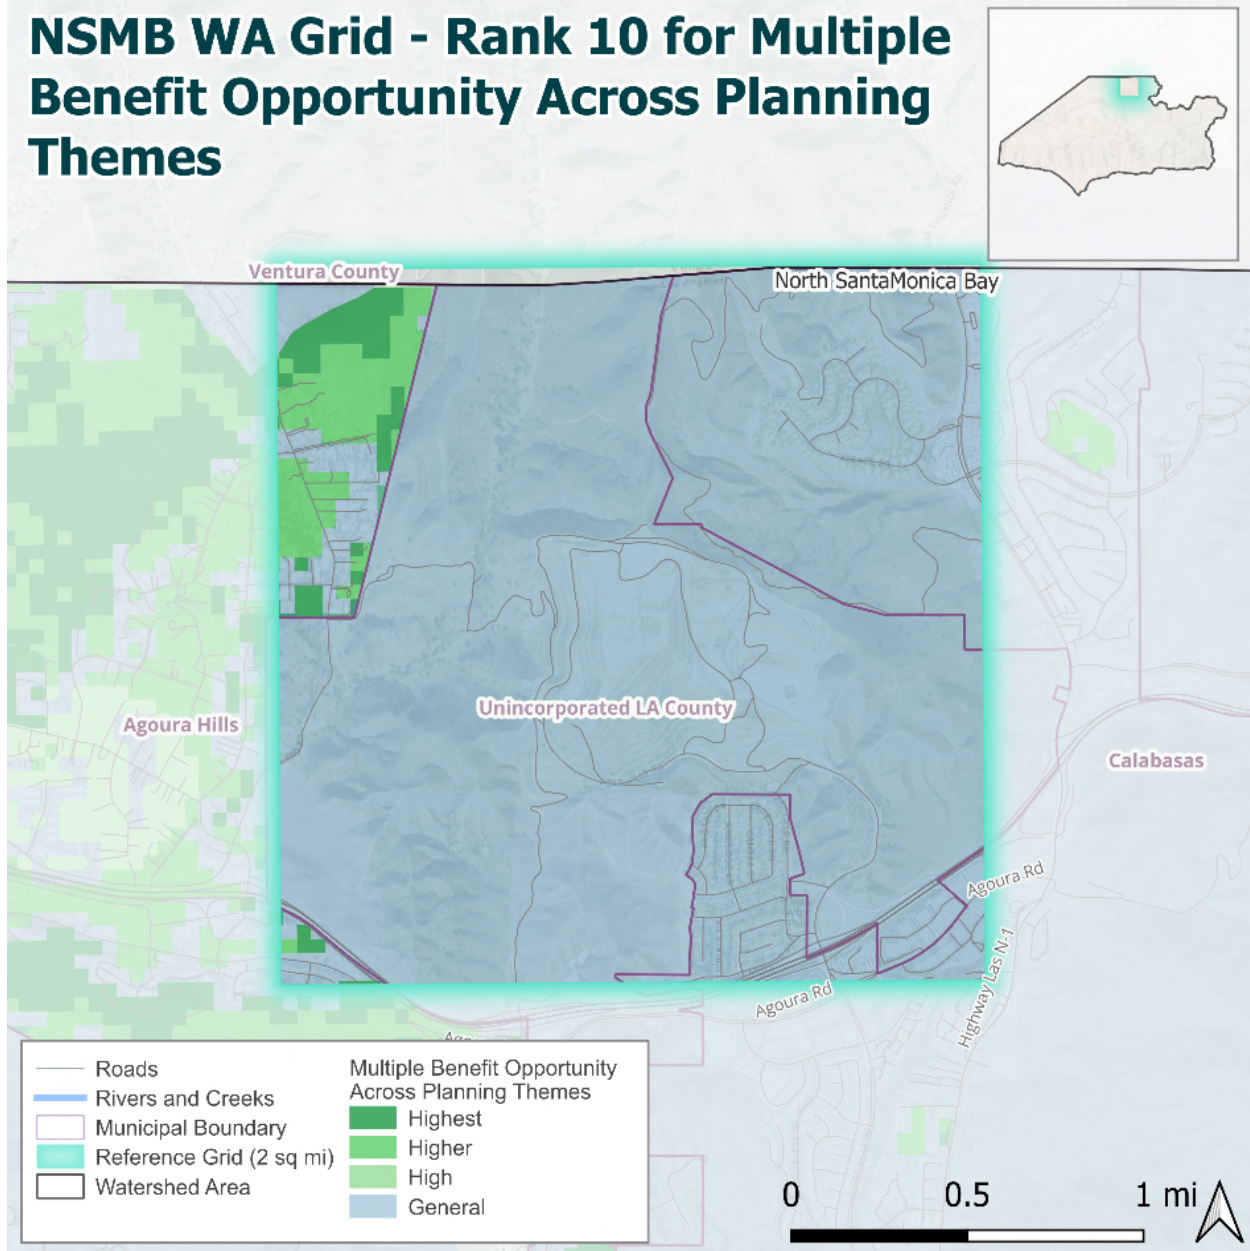 NSMB WA Grid - Rank 10 for Multiple
Benefit Opportunity Across Planning
Themes
Ventura County
North SantaMonica Bay
Unincorporated LA County
Agoura Hills
Calabasas
Agoura Rd
Agoura Rd
Highway Las N-1
Roads
Rivers and Creeks
Municipal Boundary
Reference Grid (2 sq mi)
Watershed Area
Multiple Benefit Opportunity
Across Planning Themes
Highest
Higher
High
General
0 0.5 1 mi